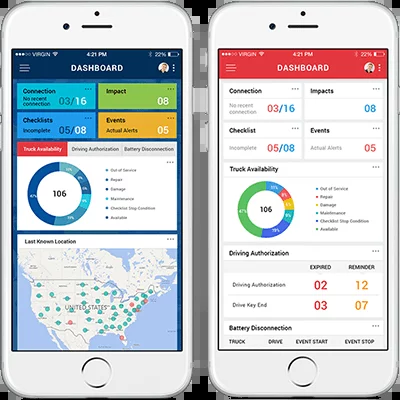 VIRGIN 4:21 PM 22%
DASHBOARD
Connection
No recent
connection
03/16
Impact
08
Checklists
Incomplete
05/08
Events
Actual Alerts
05
Truck Availability Driving Authorization Battery Disconnection
106
47%
Out of Service
Repair
Damage
Maintenance
Checklist Stop Condition
Available
Last Known Location
UNITED STATES
VIRGIN 4:21 PM 22%
DASHBOARD
Connection
No recent
connection
03/16
Impacts
08
Checklist
Incomplete
05/08
Events
Actual Alerts
05
Truck Availability
106
47%
Out of Service
Repair
Damage
Maintenance
Checklist Stop Condition
Available
Driving Authorization
EXPIRED REMINDER
Driving Authorization 02 12
Drive Key End 03 07
Battery Disconnection
TRUCK DRIVE EVENT START EVENT STOP